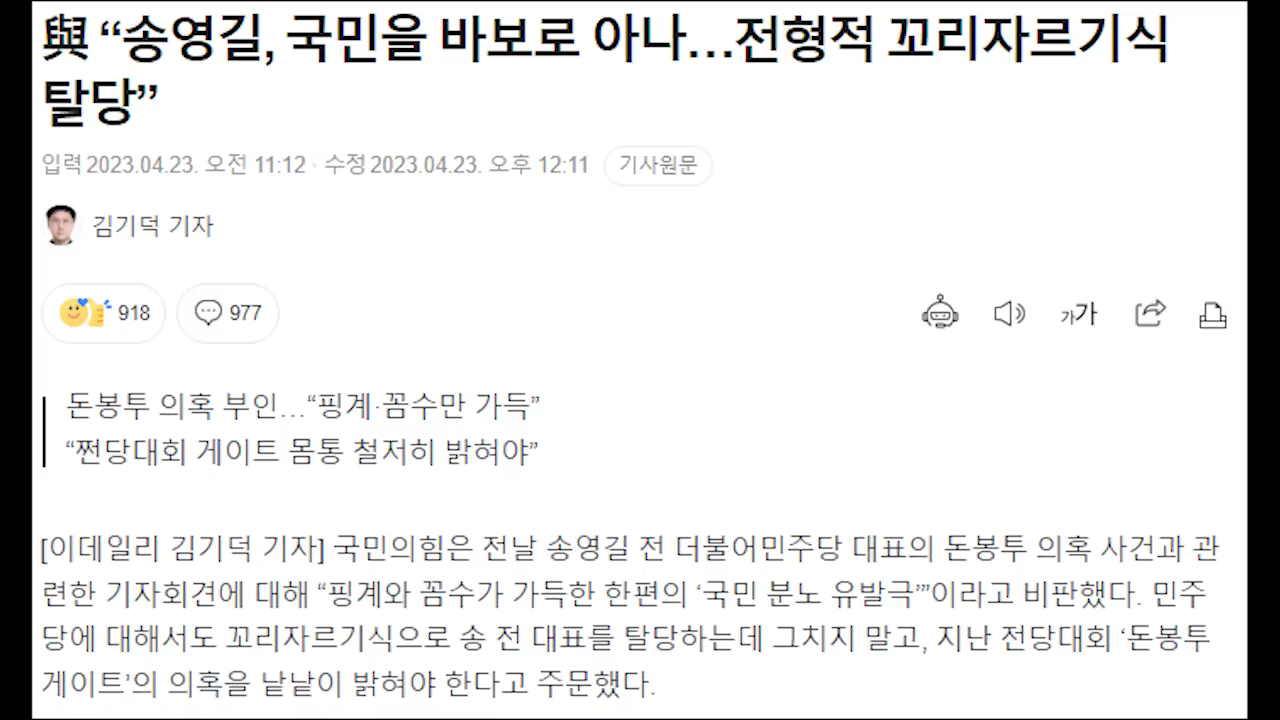 與 “송영길, 국민을 바보로 아나…전형적 꼬리자르기식
탈당”
입력 2023.04.23. 오전 11:12 · 수정 2023.04.23. 오후 12:11 기사원문
김기덕 기자
918 977
가가
돈봉투 의혹 부인…“핑계·꼼수만 가득”
“쩐당대회 게이트 몸통 철저히 밝혀야”
[이데일리 김기덕 기자] 국민의힘은 전날 송영길 전 더불어민주당 대표의 돈봉투 의혹 사건과 관
련한 기자회견에 대해 “핑계와 꼼수가 가득한 한편의 ‘국민 분노 유발극’”이라고 비판했다. 민주
당에 대해서도 꼬리자르기식으로 송 전 대표를 탈당하는데 그치지 말고, 지난 전당대회 ‘돈봉투
게이트’의 의혹을 낱낱이 밝혀야 한다고 주문했다.